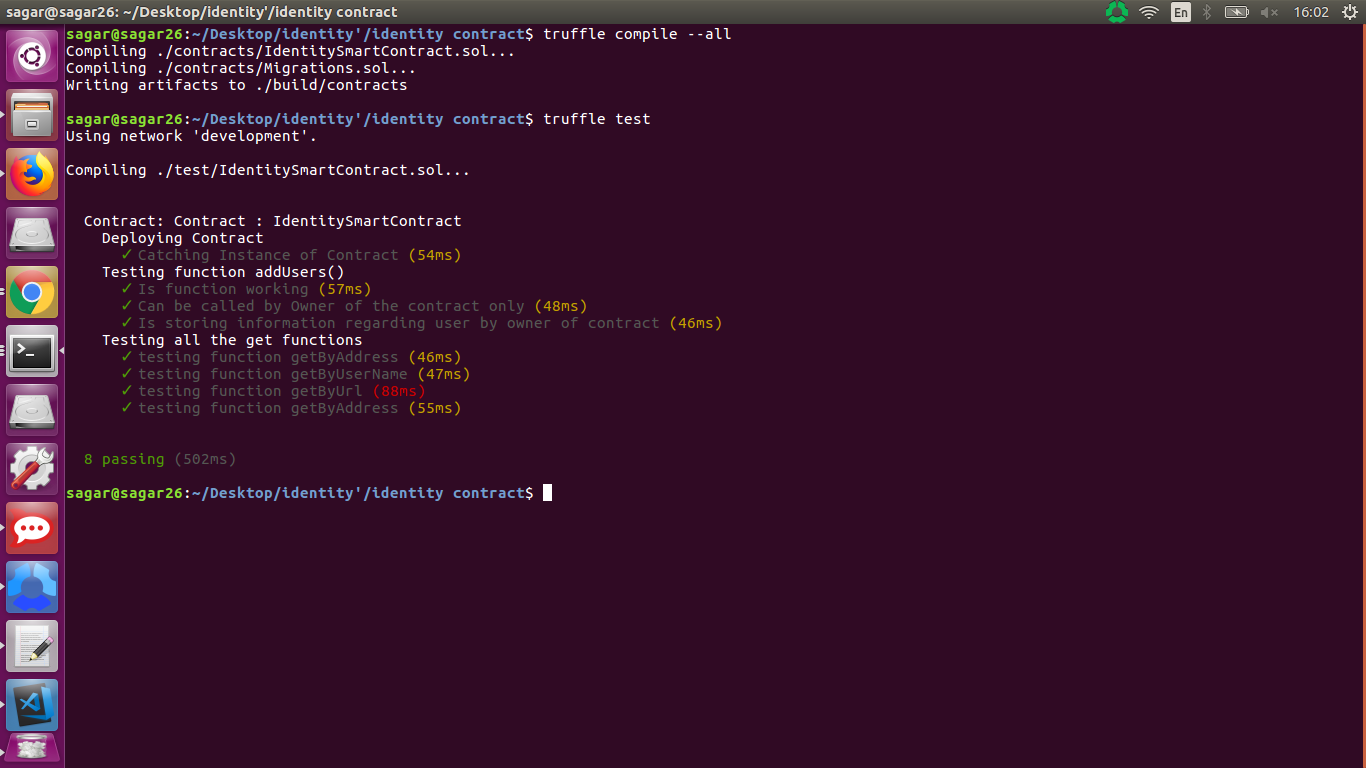 sagar@sagar26: ~/Desktop/identity'/identity contract
En
16:02
sagar@sagar26:~/Desktop/identity'/identity contract$ truffle compile --all
Compiling ./contracts/IdentitySmartContract.sol...
Compiling ./contracts/Migrations.sol...
Writing artifacts to ./build/contracts
sagar@sagar26:~/Desktop/identity'/identity contract$ truffle test
Using network 'development'.
Compiling ./test/IdentitySmartContract.sol...
Contract: Contract : IdentitySmartContract
Deploying Contract
✓ Catching Instance of Contract (54ms)
Testing function addUsers()
✓ Is function working (57ms)
✓ Can be called by Owner of the contract only (48ms)
✓ Is storing information regarding user by owner of contract (46ms)
Testing all the get functions
✓ testing function getByAddress (46ms)
✓ testing function getByUserName (47ms)
✓ testing function getByUrl (88ms)
✓ testing function getByAddress (55ms)
8 passing (502ms)
sagar@sagar26:~/Desktop/identity'/identity contract$